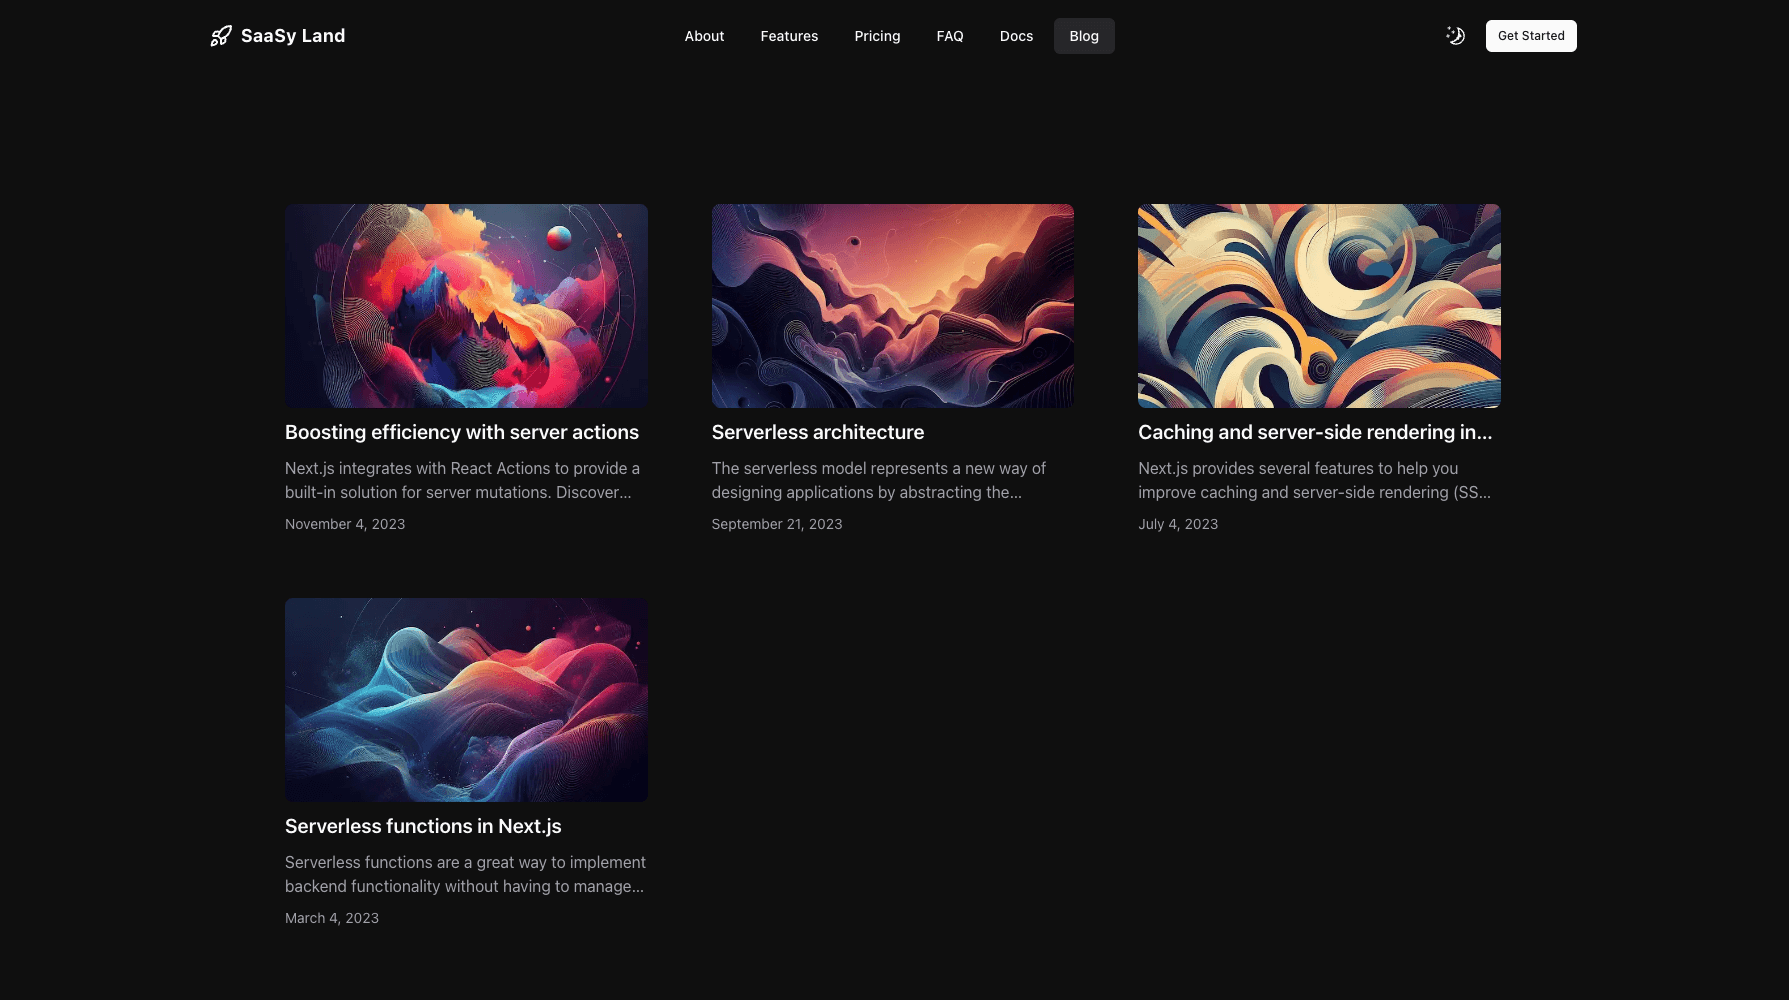 SaaSy Land
About
Features
Pricing
FAQ
Docs
Blog
Get Started
Boosting efficiency with server actions
Next.js integrates with React Actions to provide a
built-in solution for server mutations. Discover...
November 4, 2023
Serverless architecture
The serverless model represents a new way of
designing applications by abstracting the...
September 21, 2023
Caching and server-side rendering in...
Next.js provides several features to help you
improve caching and server-side rendering (SS...
July 4, 2023
Serverless functions in Next.js
Serverless functions are a great way to implement
backend functionality without having to manage...
March 4, 2023